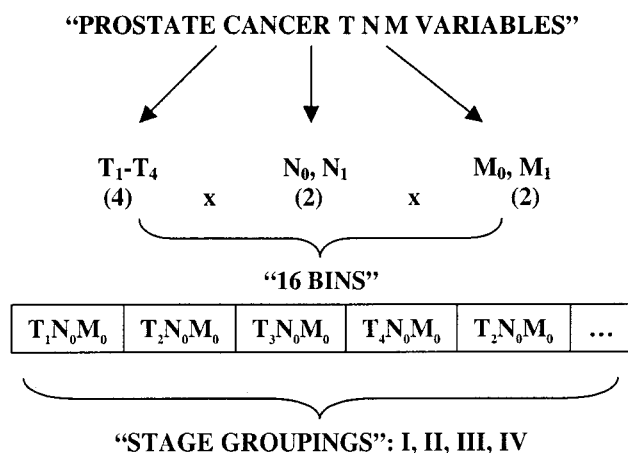 “PROSTATE CANCER T N M VARIABLES”
T₁-T₄ N₀, N₁ M₀, M₁
(4) x (2) x (2)
“16 BINS”
T₁N₀M₀ T₂N₀M₀ T₃N₀M₀ T₄N₀M₀ T₂N₀M₀ ...
“STAGE GROUPINGS”: I, II, III, IV